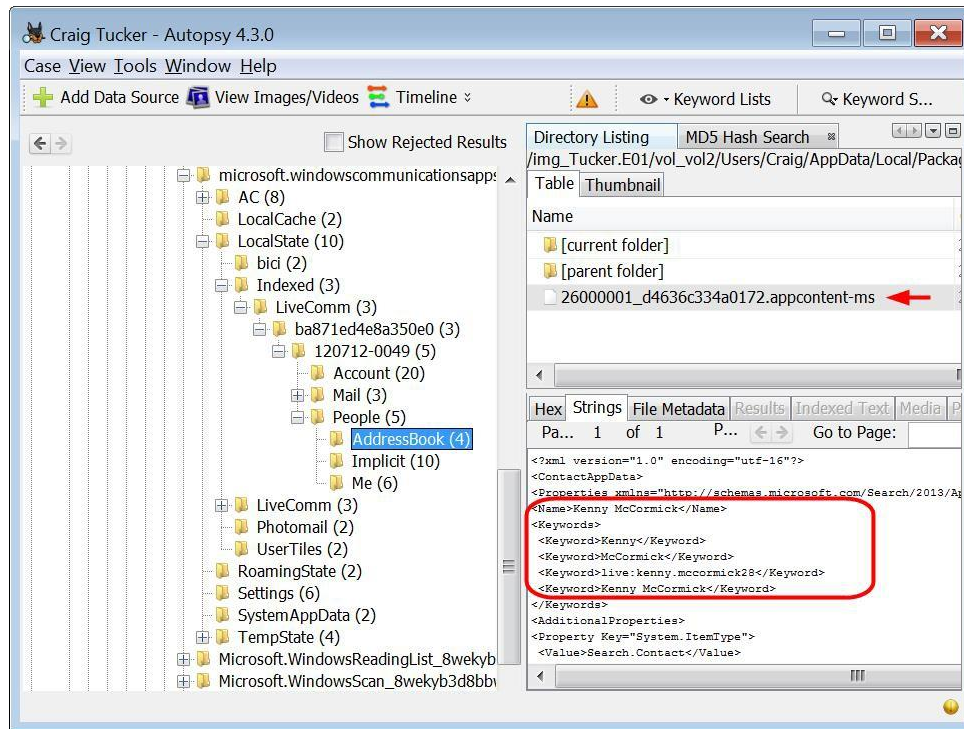 Craig Tucker - Autopsy 4.3.0
Case View Tools Window Help
Add Data Source View Images/Videos Timeline Keyword Lists Keyword S...
Show Rejected Results
microsoft.windowscommunicationsapps
AC (8)
LocalCache (2)
LocalState (10)
bici (2)
Indexed (3)
LiveComm (3)
ba871ed4e8a350e0 (3)
120712-0049 (5)
Account (20)
Mail (3)
People (5)
AddressBook (4)
Implicit (10)
Me (6)
LiveComm (3)
Photomail (2)
UserTiles (2)
RoamingState (2)
Settings (6)
SystemAppData (2)
TempState (4)
Microsoft.WindowsReadingList_8wekyb
Microsoft.WindowsScan_8wekyb3d8bbw
Directory Listing MD5 Hash Search
/img_Tucker.E01/vol_vol2/Users/Craig/AppData/Local/Packag
Table Thumbnail
Name
[current folder]
[parent folder]
26000001_d4636c334a0172.appcontent-ms
Hex Strings File Metadata Results Indexed Text Media P
Pa... 1 of 1 P... Go to Page:
<?xml version="1.0" encoding="utf-16"?>
<ContactAppData>
<Properties xmlns="http://schemas.microsoft.com/Search/2013/Ap
<Name>Kenny McCormick</Name>
<Keywords>
<Keyword>Kenny</Keyword>
<Keyword>McCormick</Keyword>
<Keyword>live:kenny.mccormick28</Keyword>
<Keyword>Kenny McCormick</Keyword>
</Keywords>
<AdditionalProperties>
<Property Key="System.ItemType">
<Value>Search.Contact</Value>